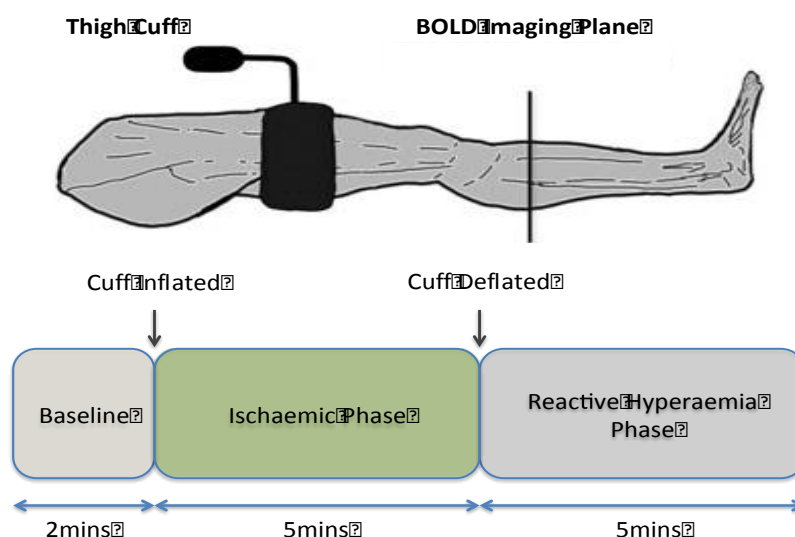 Thigh⍰Cuff⍰
BOLD⍰Imaging⍰Plane⍰
Cuff⍰Inflated⍰
Cuff⍰Deflated⍰
Baseline⍰
Ischaemic⍰Phase⍰
Reactive⍰Hyperaemia⍰
Phase⍰
2mins⍰
5mins⍰
5mins⍰